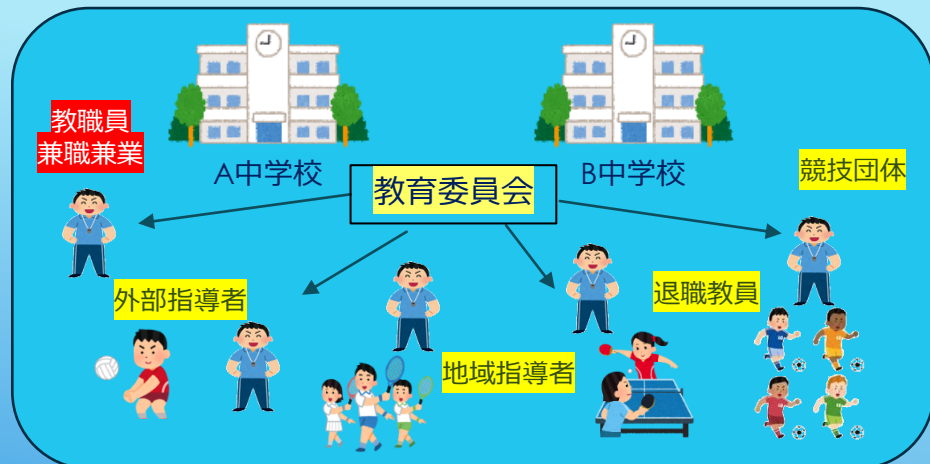 教職員
兼職兼業
A中学校
B中学校
教育委員会
競技団体
外部指導者
退職教員
地域指導者